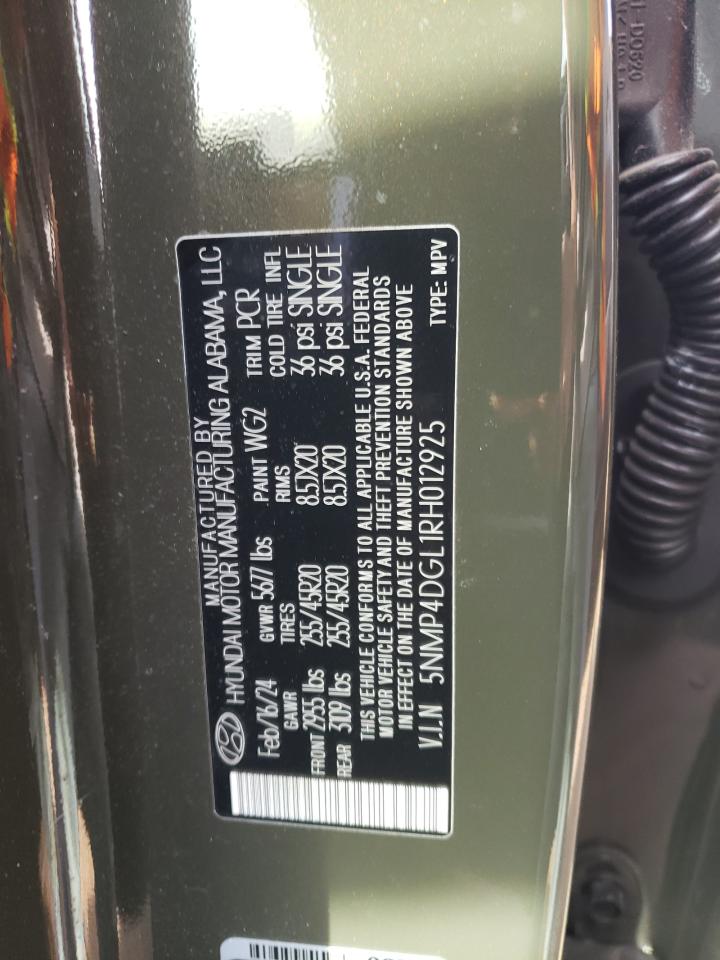 MANUFACTURED BY
HYUNDAI MOTOR MANUFACTURING ALABAMA, LLC
Feb/16/24 GVWR 5677 lbs PAINT WG2 TRIM PCR
GAWR TIRES RIMS COLD TIRE INFL
FRONT 2955 lbs 255/45R20 8.5JX20 36 psi SINGLE
REAR 3109 lbs 255/45R20 8.5JX20 36 psi SINGLE
THIS VEHICLE CONFORMS TO ALL APPLICABLE U.S.A. FEDERAL
MOTOR VEHICLE SAFETY AND THEFT PREVENTION STANDARDS
IN EFFECT ON THE DATE OF MANUFACTURE SHOWN ABOVE
V.I.N 5NMP4DGL1RH012925 TYPE: MPV